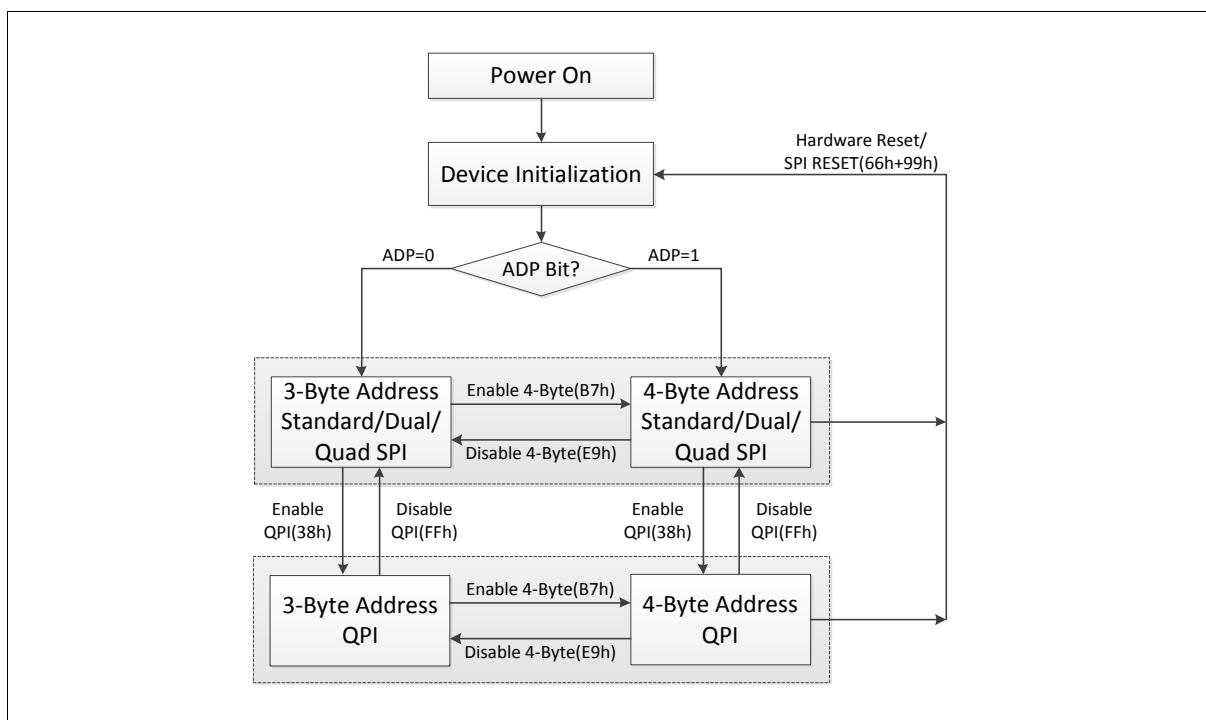 Power On
Hardware Reset/
SPI RESET(66h+99h)
Device Initialization
ADP=0
ADP Bit?
ADP=1
3-Byte Address
Standard/Dual/
Quad SPI
Enable 4-Byte(B7h)
Disable 4-Byte(E9h)
4-Byte Address
Standard/Dual/
Quad SPI
Enable
QPI(38h)
Disable
QPI(FFh)
Enable
QPI(38h)
Disable
QPI(FFh)
3-Byte Address
QPI
Enable 4-Byte(B7h)
Disable 4-Byte(E9h)
4-Byte Address
QPI